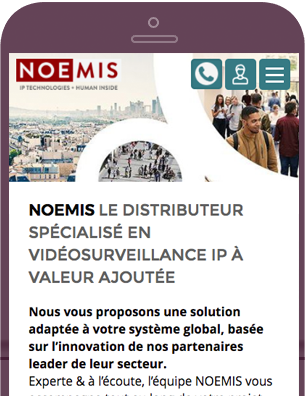 NOEMIS
IP TECHNOLOGIES • HUMAN INSIDE
NOEMIS LE DISTRIBUTEUR
SPÉCIALISÉ EN
VIDÉOSURVEILLANCE IP À
VALEUR AJOUTÉE
Nous vous proposons une solution
adaptée à votre système global, basée
sur l’innovation de nos partenaires
leader de leur secteur.
Experte & à l’écoute, l’équipe NOEMIS vous